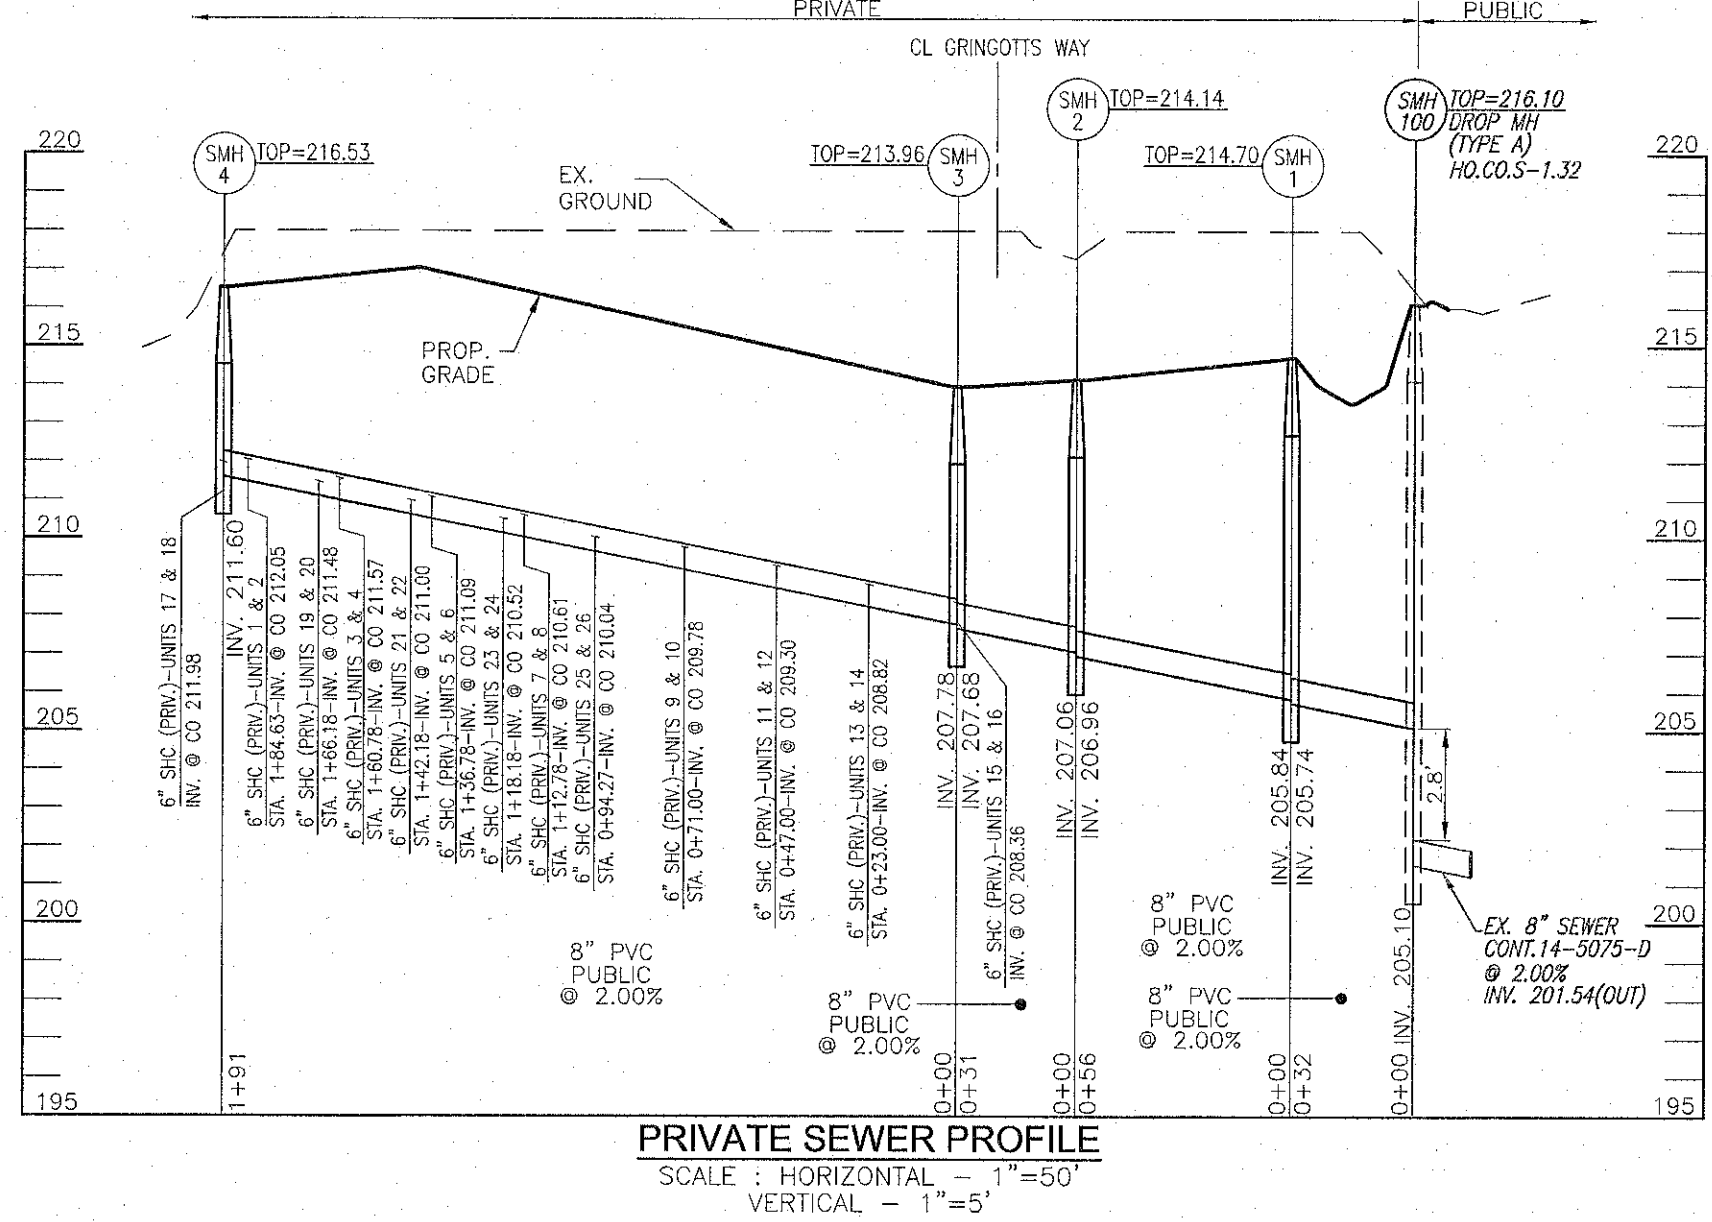 PRIVATE
PUBLIC
CL GRINGOTTS WAY
SMH
4
TOP=216.53
TOP=213.96
SMH
3
SMH
2
TOP=214.14
TOP=214.70
SMH
1
SMH
100
TOP=216.10
DROP MH
(TYPE A)
HO.CO.S-1.32
220
215
210
205
200
195
220
215
210
205
200
195
EX.
GROUND
PROP.
GRADE
6" SHC (PRIV.)-UNITS 17 & 18
INV. @ CO 211.98
INV. 211.60
6" SHC (PRIV.)-UNITS 1 & 2
STA. 1+84.63-INV. @ CO 212.05
6" SHC (PRIV.)-UNITS 19 & 20
STA. 1+66.18-INV. @ CO 211.48
6" SHC (PRIV.)-UNITS 3 & 4
STA. 1+60.78-INV. @ CO 211.57
6" SHC (PRIV.)-UNITS 21 & 22
STA. 1+42.18-INV. @ CO 211.00
6" SHC (PRIV.)-UNITS 5 & 6
STA. 1+36.78-INV. @ CO 211.09
6" SHC (PRIV.)-UNITS 23 & 24
STA. 1+18.18-INV. @ CO 210.52
6" SHC (PRIV.)-UNITS 7 & 8
STA. 1+12.78-INV. @ CO 210.61
6" SHC (PRIV.)-UNITS 25 & 26
STA. 0+94.27-INV. @ CO 210.04
6" SHC (PRIV.)-UNITS 9 & 10
STA. 0+71.00-INV. @ CO 209.78
6" SHC (PRIV.)-UNITS 11 & 12
STA. 0+47.00-INV. @ CO 209.30
6" SHC (PRIV.)-UNITS 13 & 14
STA. 0+23.00-INV. @ CO 208.82
INV. 207.78
INV. 207.68
6" SHC (PRIV.)-UNITS 15 & 16
INV. @ CO 208.36
INV. 207.06
INV. 206.96
INV. 205.84
INV. 205.74
INV. 205.10
2.8'
EX. 8" SEWER
CONT.14-5075-D
@ 2.00%
INV. 201.54(OUT)
8" PVC
PUBLIC
@ 2.00%
8" PVC
PUBLIC
@ 2.00%
8" PVC
PUBLIC
@ 2.00%
8" PVC
PUBLIC
@ 2.00%
1+91
0+00
0+31
0+00
0+56
0+00
0+32
0+00
PRIVATE SEWER PROFILE
SCALE : HORIZONTAL - 1"=50'
VERTICAL - 1"=5'